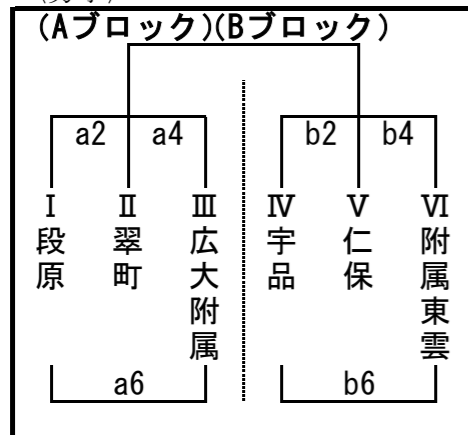 (Aブロック)(Bブロック)
a2 a4 b2 b4
Ⅰ Ⅱ Ⅲ Ⅳ Ⅴ Ⅵ
段原
翠町
広大附属
宇品
仁保
附属東雲
a6 b6